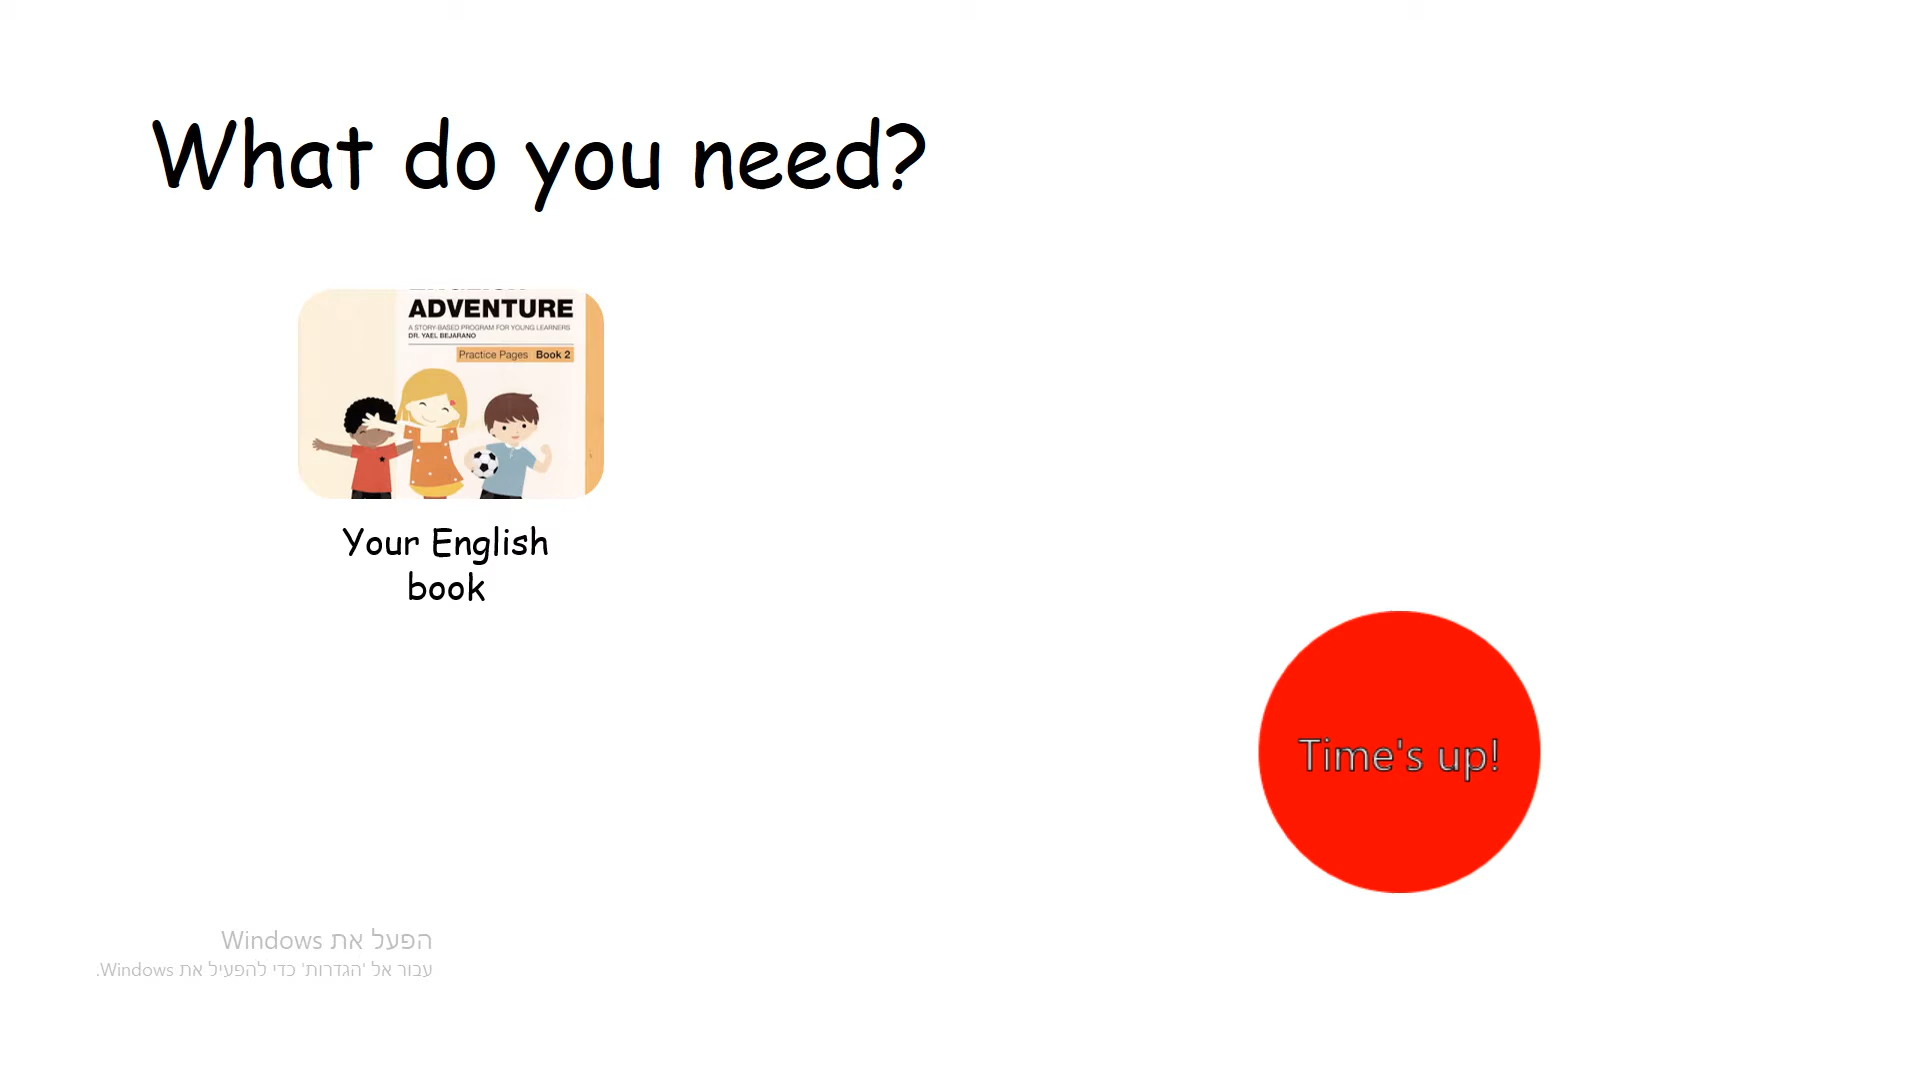 What do you need?
ADVENTURE
A STORY-BASED PROGRAM FOR YOUNG LEARNERS
DR. YAEL BEJARANO
Practice Pages Book 2
Your English
book
Time's up!
הפעל את Windows
עבור אל 'הגדרות' כדי להפעיל את Windows.